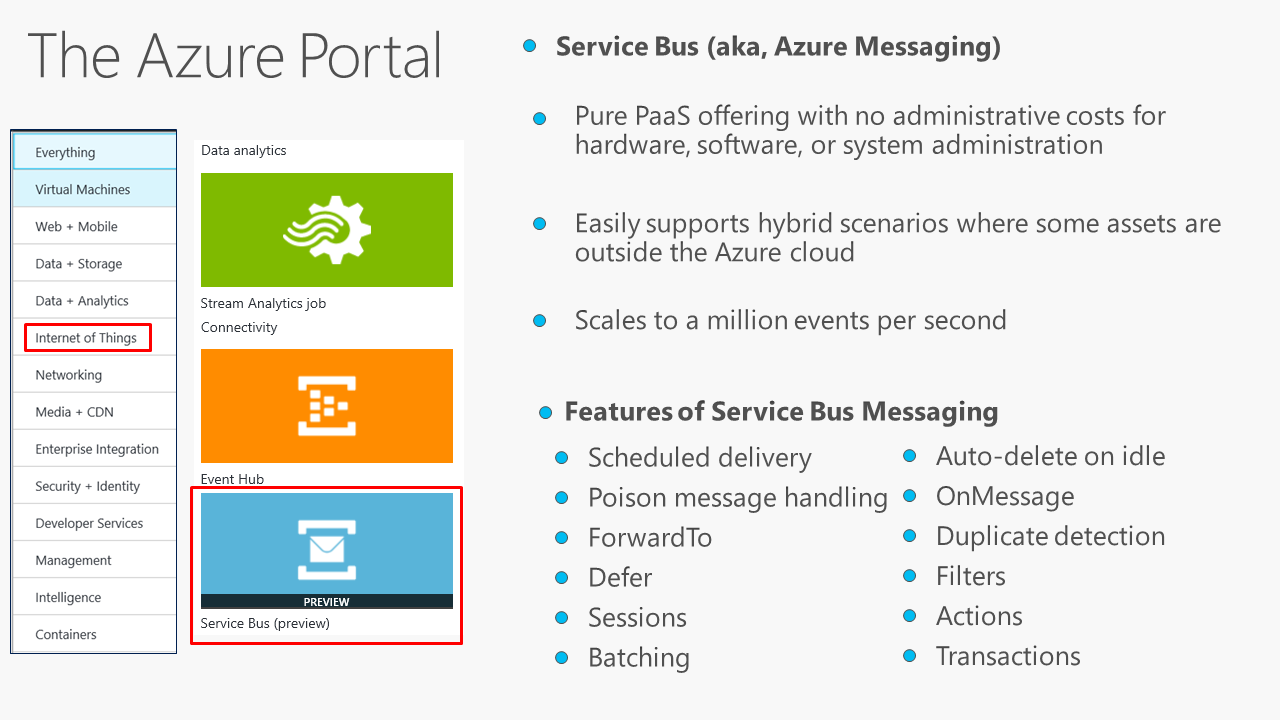 The Azure Portal
Everything
Virtual Machines
Web + Mobile
Data + Storage
Data + Analytics
Internet of Things
Networking
Media + CDN
Enterprise Integration
Security + Identity
Developer Services
Management
Intelligence
Containers
Data analytics
Stream Analytics job
Connectivity
Event Hub
PREVIEW
Service Bus (preview)
Service Bus (aka, Azure Messaging)
Pure PaaS offering with no administrative costs for
hardware, software, or system administration
Easily supports hybrid scenarios where some assets are
outside the Azure cloud
Scales to a million events per second
Features of Service Bus Messaging
Scheduled delivery
Poison message handling
ForwardTo
Defer
Sessions
Batching
Auto-delete on idle
OnMessage
Duplicate detection
Filters
Actions
Transactions